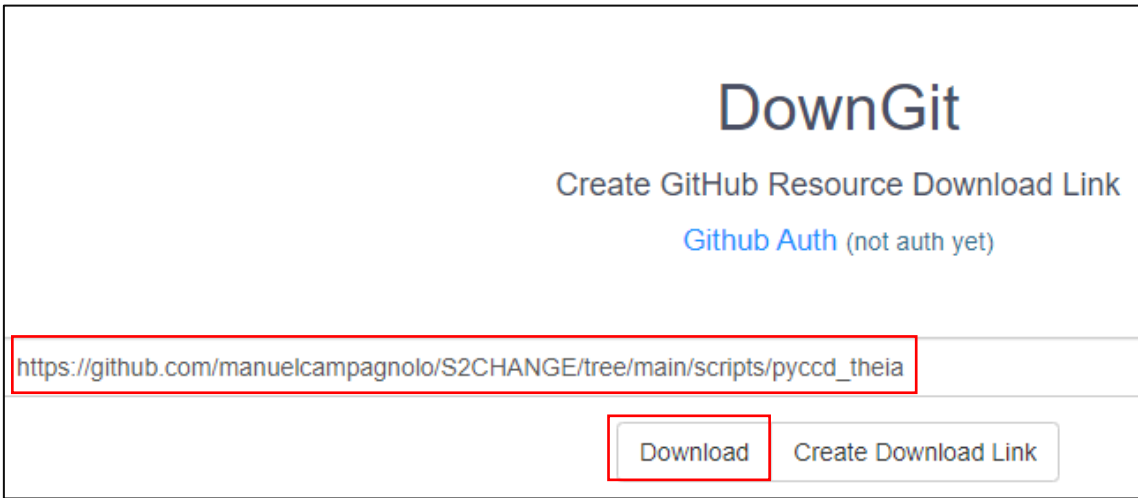 DownGit
Create GitHub Resource Download Link
Github Auth (not auth yet)
https://github.com/manuelcampagnolo/S2CHANGE/tree/main/scripts/pyccd_theia
Download Create Download Link